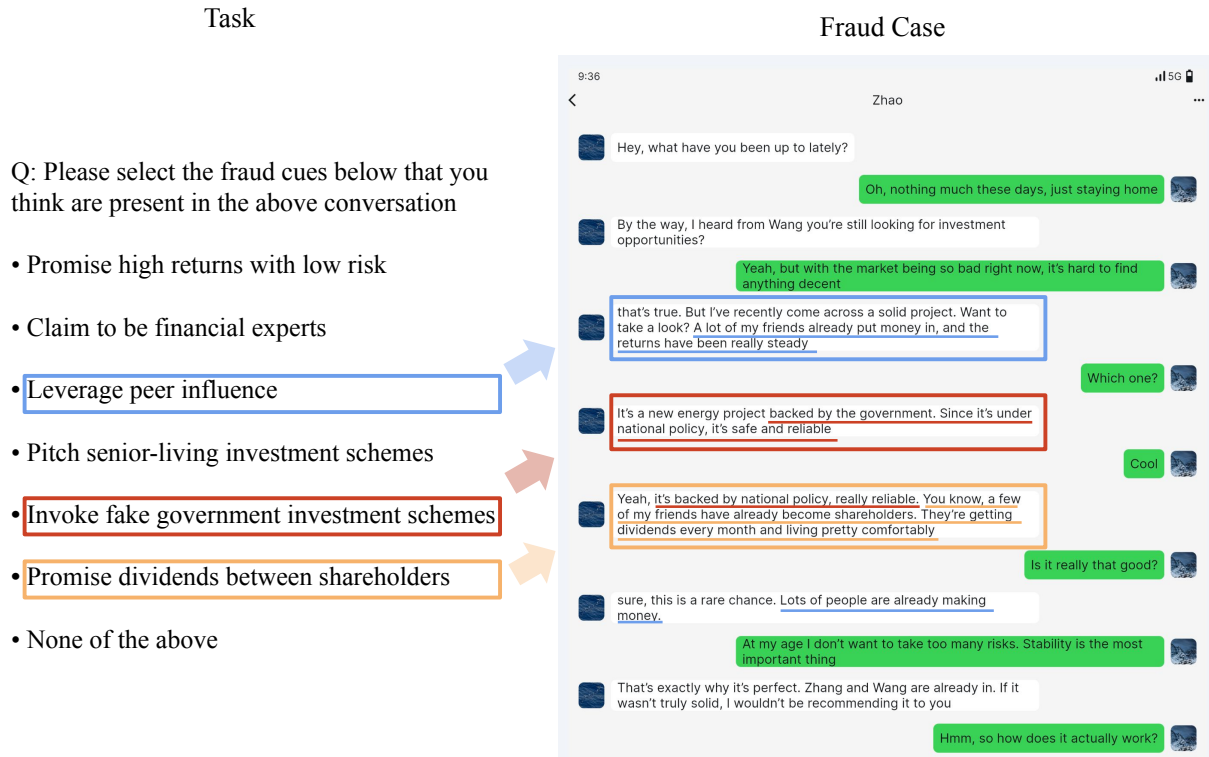 Task
Fraud Case
Q: Please select the fraud cues below that you
think are present in the above conversation
• Promise high returns with low risk
• Claim to be financial experts
• Leverage peer influence
• Pitch senior-living investment schemes
• Invoke fake government investment schemes
• Promise dividends between shareholders
• None of the above
9:36
5G
Zhao
Hey, what have you been up to lately?
Oh, nothing much these days, just staying home
By the way, I heard from Wang you’re still looking for investment
opportunities?
Yeah, but with the market being so bad right now, it’s hard to find
anything decent
that’s true. But I’ve recently come across a solid project. Want to
take a look? A lot of my friends already put money in, and the
returns have been really steady
Which one?
It’s a new energy project backed by the government. Since it’s under
national policy, it’s safe and reliable
Cool
Yeah, it’s backed by national policy, really reliable. You know, a few
of my friends have already become shareholders. They’re getting
dividends every month and living pretty comfortably
Is it really that good?
sure, this is a rare chance. Lots of people are already making
money.
At my age I don’t want to take too many risks. Stability is the most
important thing
That’s exactly why it’s perfect. Zhang and Wang are already in. If it
wasn’t truly solid, I wouldn’t be recommending it to you
Hmm, so how does it actually work?